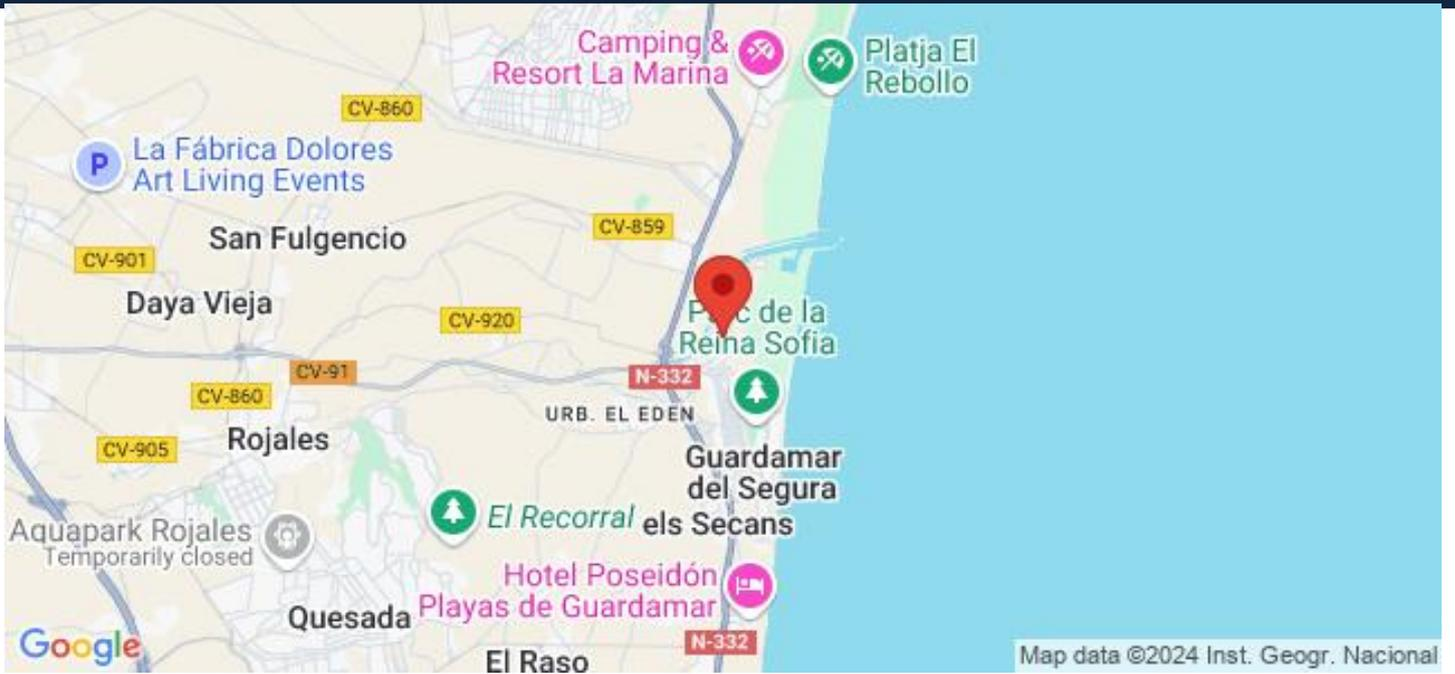 Camping &
Resort La Marina
Platja El
Rebollo
CV-860
P
La Fábrica Dolores
Art Living Events
CV-859
San Fulgencio
CV-901
Daya Vieja
CV-920
Parc de la
Reina Sofia
CV-91
N-332
CV-860
URB. EL EDEN
Rojales
CV-905
Guardamar
del Segura
El Recorral
els Secans
Aquapark Rojales
Temporarily closed
Hotel Poseidón
Playas de Guardamar
Quesada
N-332
El Raso
Google
Map data ©2024 Inst. Geogr. Nacional